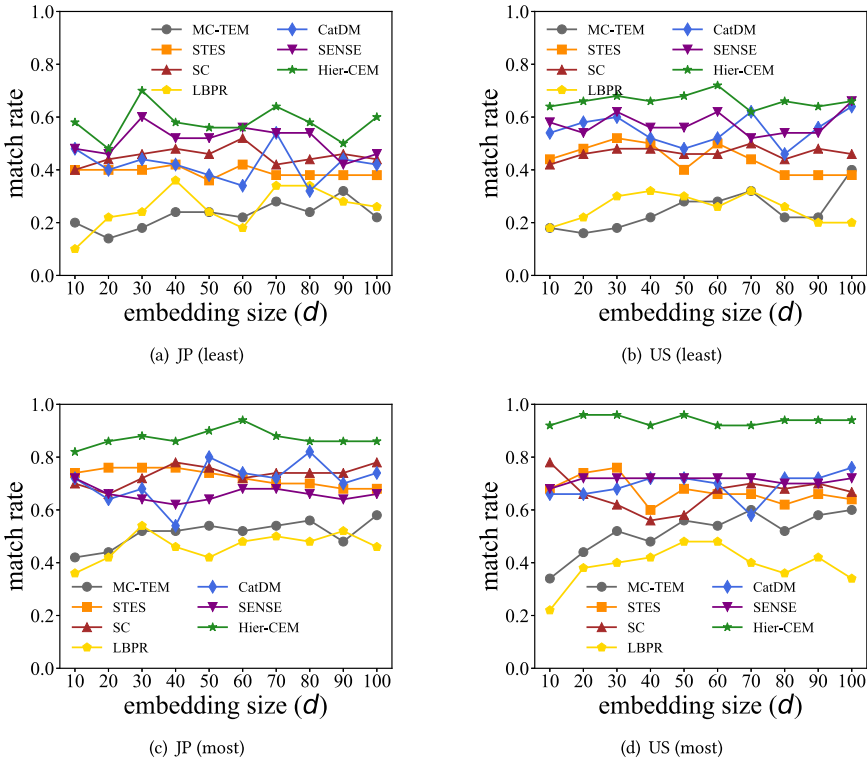 1.0
0.8
0.6
0.4
0.2
0.0
match rate
MC-TEM
STES
SC
LBPR
CatDM
SENSE
Hier-CEM
10 20 30 40 50 60 70 80 90 100
embedding size (d)
(a) JP (least)
1.0
0.8
0.6
0.4
0.2
0.0
match rate
MC-TEM
STES
SC
LBPR
CatDM
SENSE
Hier-CEM
10 20 30 40 50 60 70 80 90 100
embedding size (d)
(b) US (least)
1.0
0.8
0.6
0.4
0.2
0.0
match rate
MC-TEM
STES
SC
LBPR
CatDM
SENSE
Hier-CEM
10 20 30 40 50 60 70 80 90 100
embedding size (d)
(c) JP (most)
1.0
0.8
0.6
0.4
0.2
0.0
match rate
MC-TEM
STES
SC
LBPR
CatDM
SENSE
Hier-CEM
10 20 30 40 50 60 70 80 90 100
embedding size (d)
(d) US (most)